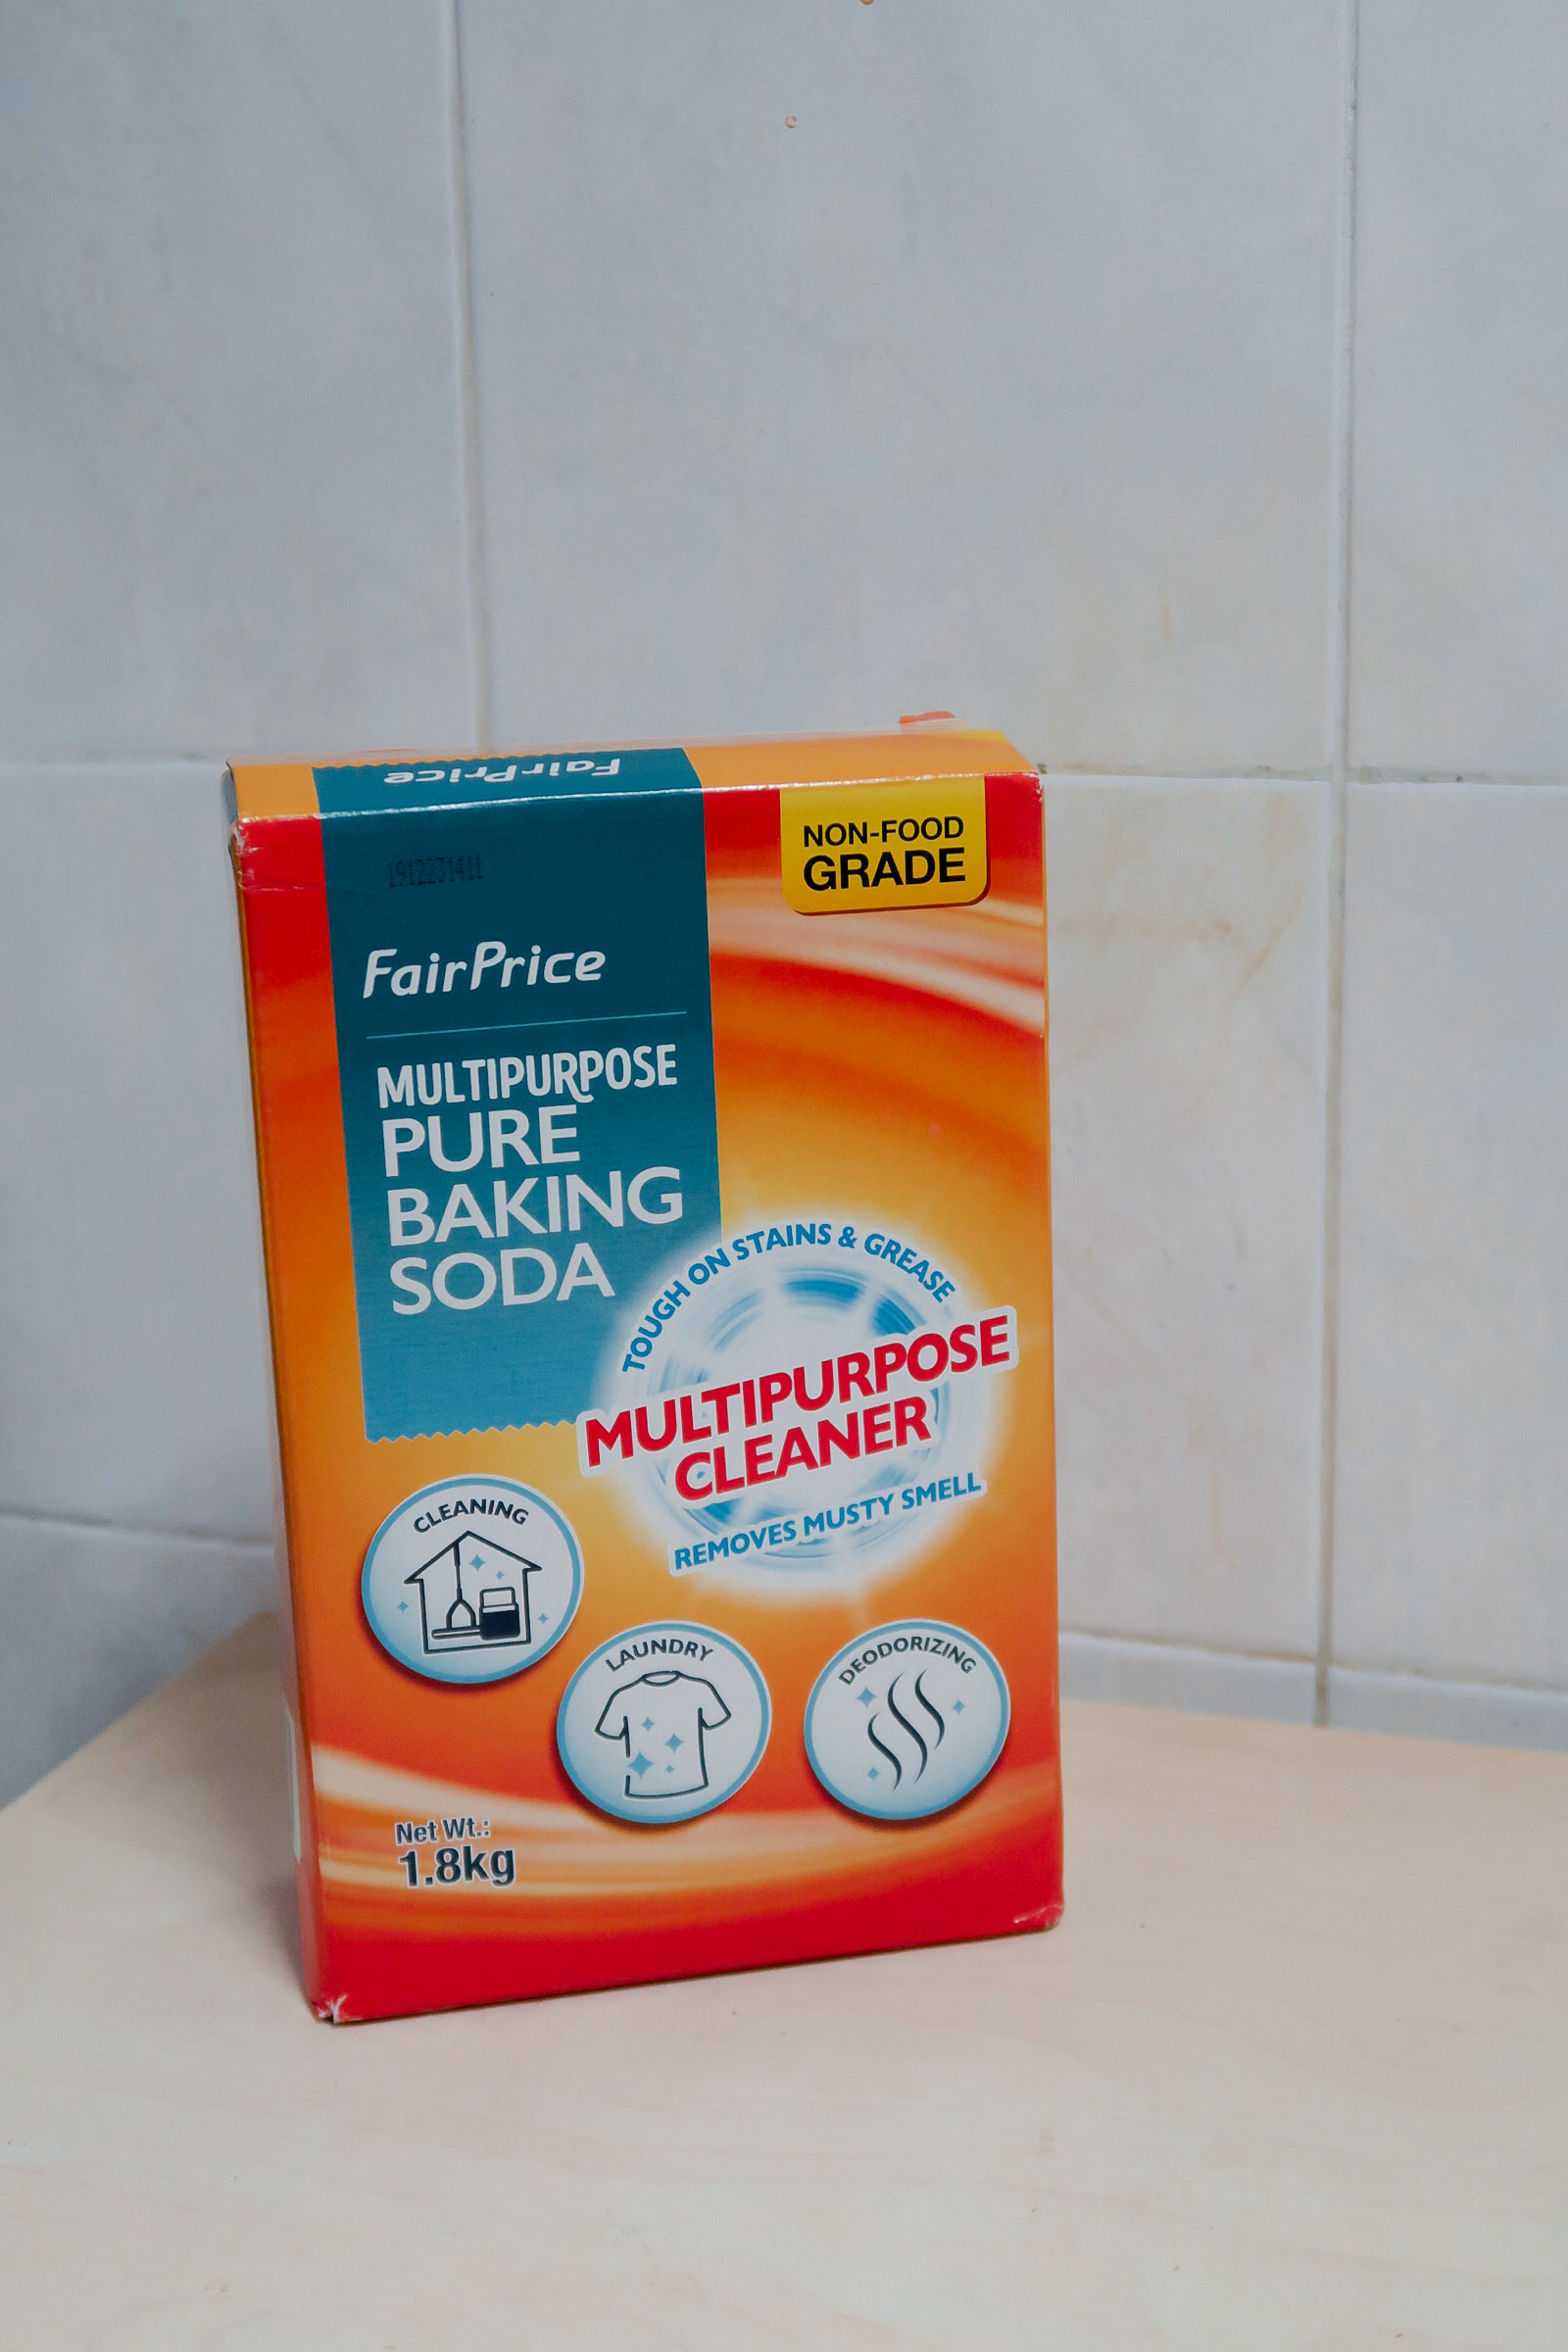 FairPrice
NON-FOOD
GRADE
1912231411
FairPrice
MULTIPURPOSE
PURE
BAKING
SODA
TOUGH ON STAINS & GREASE
MULTIPURPOSE
CLEANER
REMOVES MUSTY SMELL
CLEANING
LAUNDRY
DEODORIZING
Net Wt.:
1.8kg